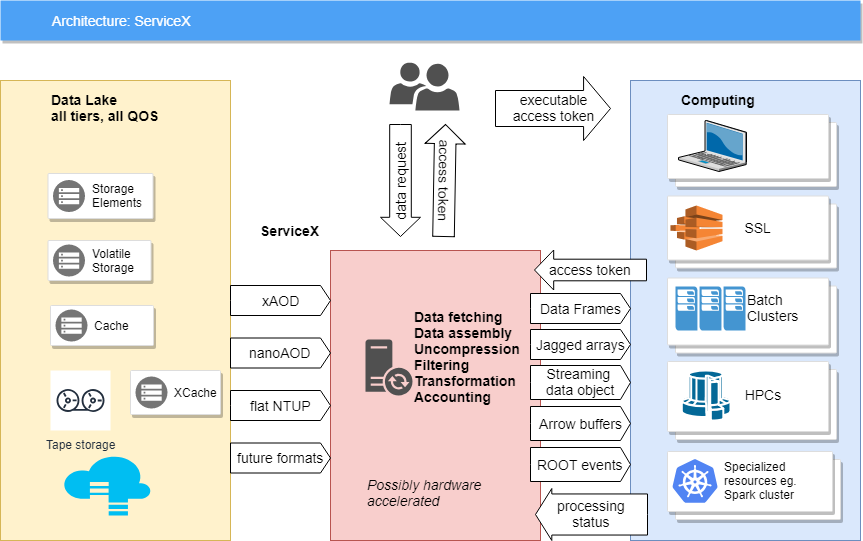 Architecture: ServiceX
Data Lake
all tiers, all QOS
Storage
Elements
Volatile
Storage
Cache
XCache
Tape storage
data request
access token
executable
access token
ServiceX
xAOD
nanoAOD
flat NTUP
future formats
Data fetching
Data assembly
Uncompression
Filtering
Transformation
Accounting
Possibly hardware
accelerated
access token
Data Frames
Jagged arrays
Streaming
data object
Arrow buffers
ROOT events
processing
status
Computing
SSL
Batch
Clusters
HPCs
Specialized
resources eg.
Spark cluster